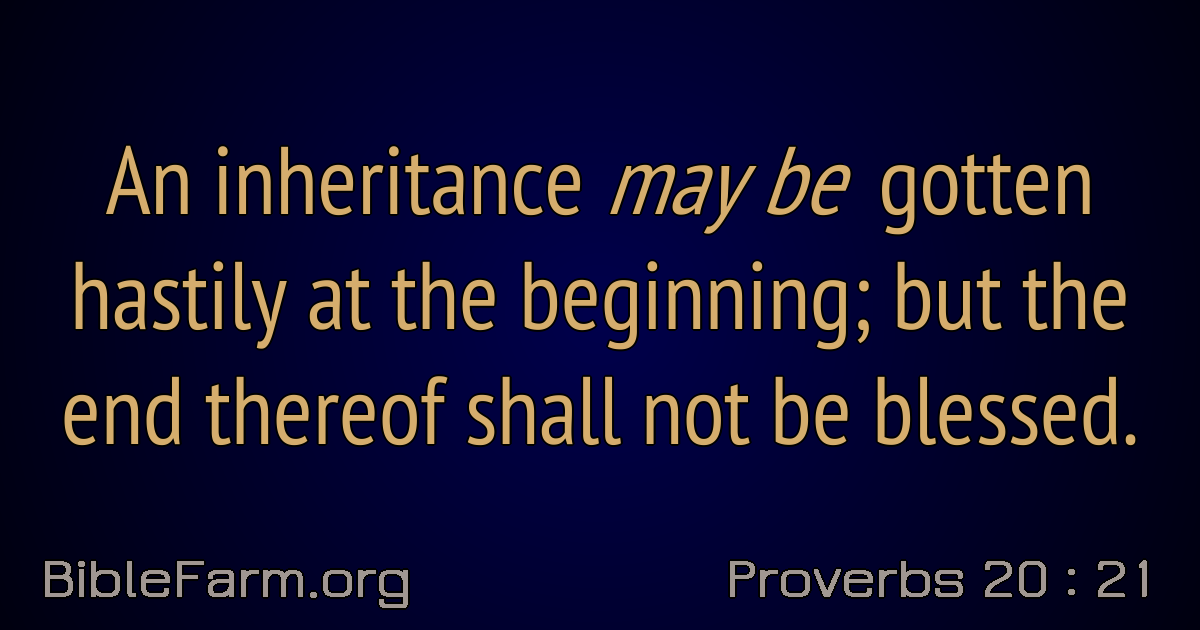 An inheritance may be gotten
hastily at the beginning; but the
end thereof shall not be blessed.
BibleFarm.org
Proverbs 20 : 21